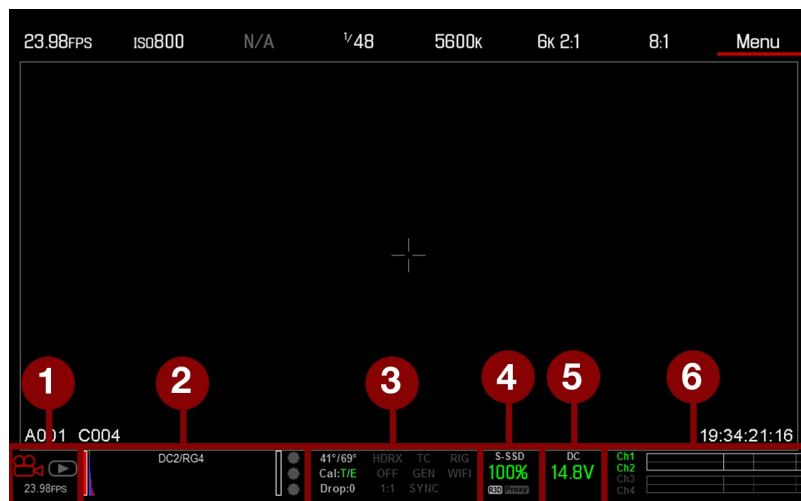 23.98FPS ISO800 N/A 1/48 5600K 6K 2:1 8:1 Menu
1 2 3 4 5 6
A001 C004 19:34:21:16
23.98FPS
DC2/RG4
41°/69° HDRX TC RIG
Cal:T/E OFF GEN WIFI
Drop:0 1:1 SYNC
S-SSD
100%
R3D Proxy
DC
14.8V
Ch1
Ch2
Ch3
Ch4